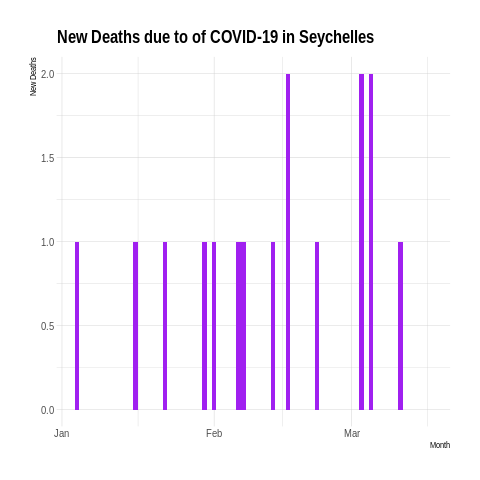 New Deaths due to of COVID-19 in Seychelles
New Deaths
2.0
1.5
1.0
0.5
0.0
Jan Feb Mar
Month